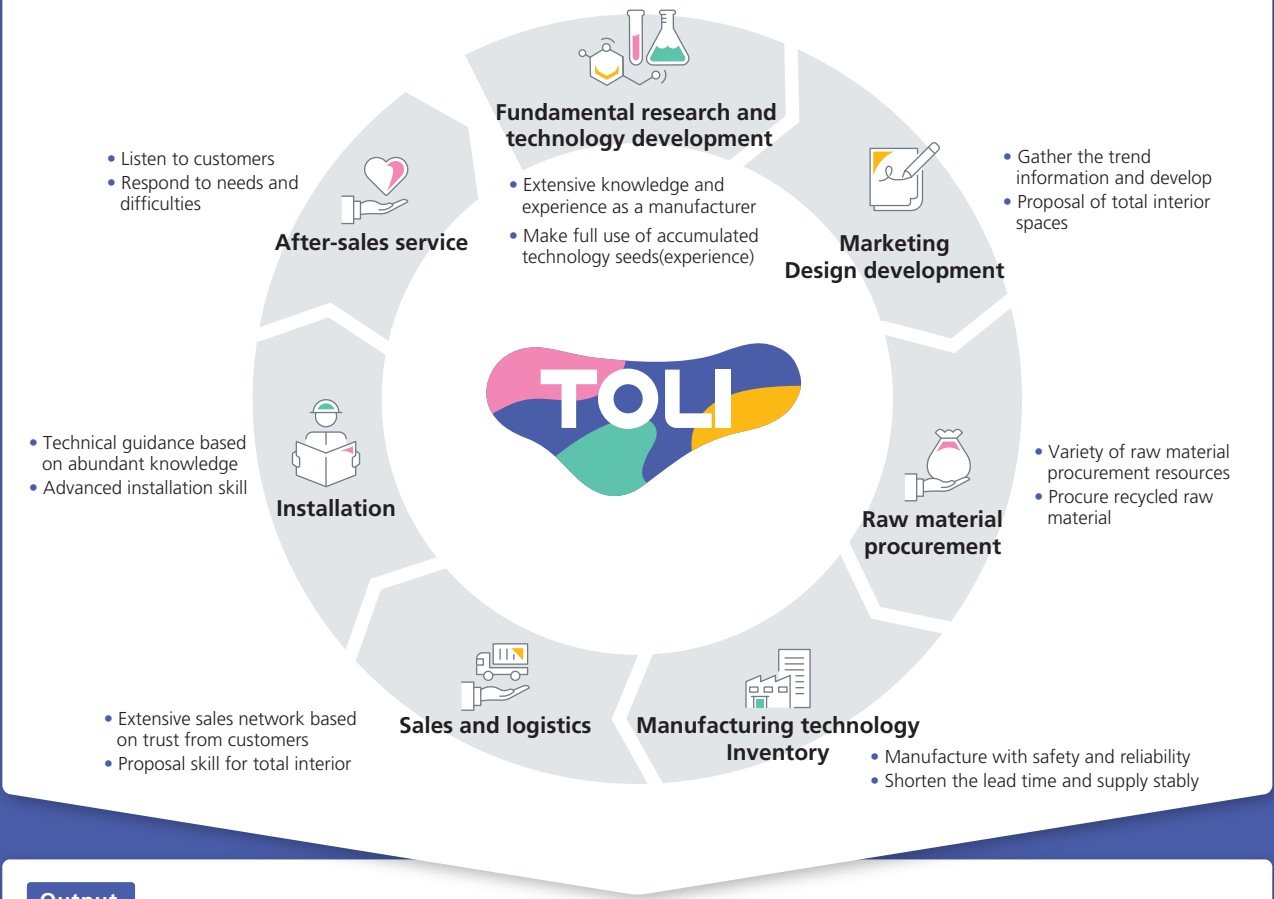 Fundamental research and
technology development
• Extensive knowledge and
experience as a manufacturer
• Make full use of accumulated
technology seeds(experience)
Marketing
Design development
• Gather the trend
information and develop
• Proposal of total interior
spaces
Raw material
procurement
• Variety of raw material
procurement resources
• Procure recycled raw
material
Manufacturing technology
Inventory
• Manufacture with safety and reliability
• Shorten the lead time and supply stably
Sales and logistics
• Extensive sales network based
on trust from customers
• Proposal skill for total interior
Installation
• Technical guidance based
on abundant knowledge
• Advanced installation skill
After-sales service
• Listen to customers
• Respond to needs and
difficulties
TOLI
Output